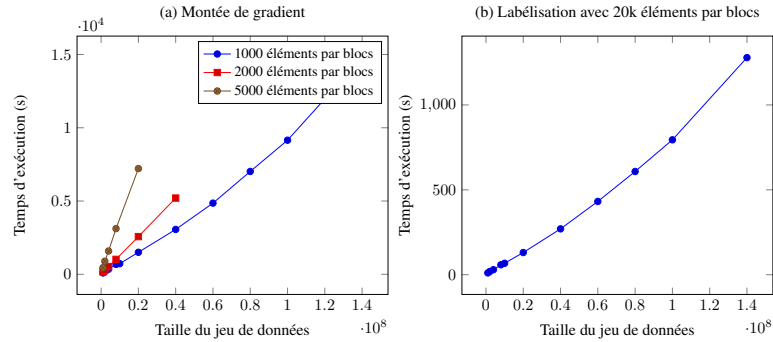 (a) Montée de gradient
·10⁴
1.5
1
0.5
0
Temps d'exécution (s)
1000 éléments par blocs
2000 éléments par blocs
5000 éléments par blocs
0 0.2 0.4 0.6 0.8 1 1.2 1.4
·10⁸
Taille du jeu de données
(b) Labélisation avec 20k éléments par blocs
1,000
500
0
Temps d'exécution (s)
0 0.2 0.4 0.6 0.8 1 1.2 1.4
·10⁸
Taille du jeu de données